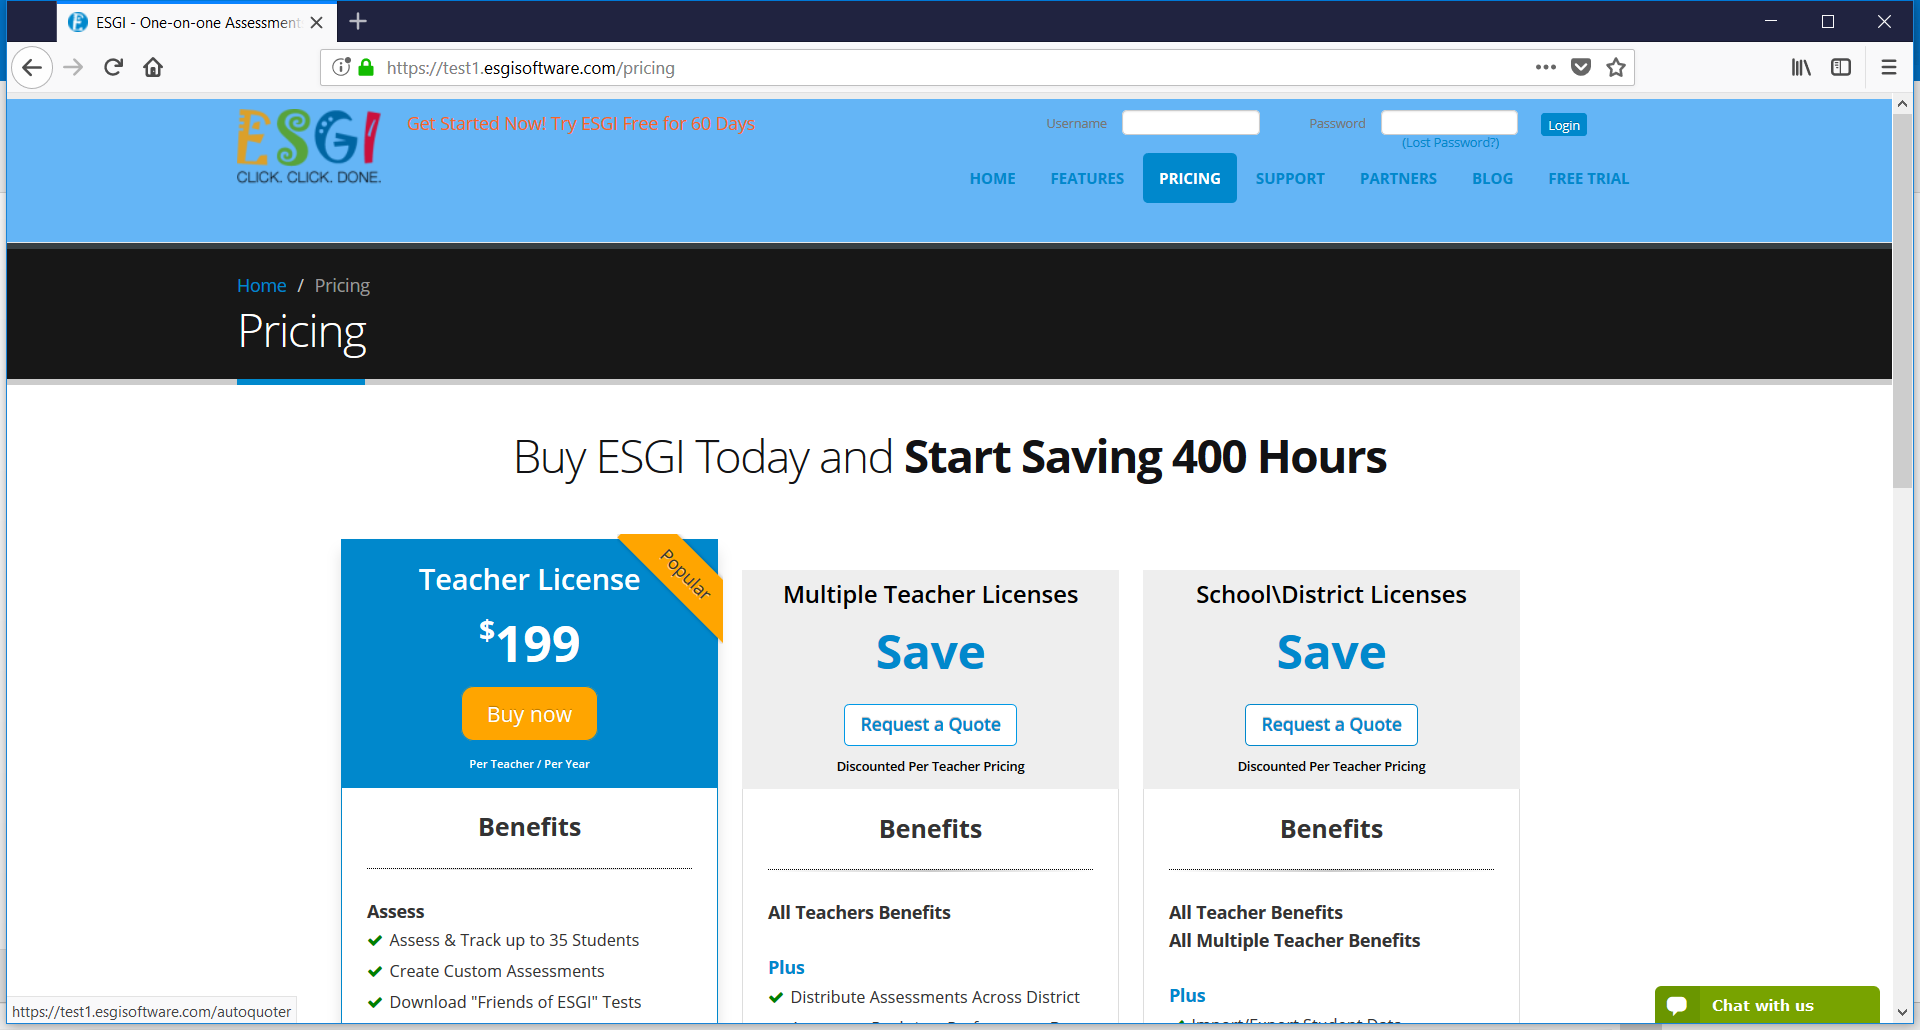 ESGI - One-on-one Assessment
https://test1.esgisoftware.com/pricing
ESGI
CLICK. CLICK. DONE.
Get Started Now! Try ESGI Free for 60 Days
Username
Password
Login
(Lost Password?)
HOME FEATURES PRICING SUPPORT PARTNERS BLOG FREE TRIAL
Home / Pricing
Pricing
Buy ESGI Today and Start Saving 400 Hours
Popular
Teacher License
$199
Buy now
Per Teacher / Per Year
Benefits
Assess
Assess & Track up to 35 Students
Create Custom Assessments
Download "Friends of ESGI" Tests
Multiple Teacher Licenses
Save
Request a Quote
Discounted Per Teacher Pricing
Benefits
All Teachers Benefits
Plus
Distribute Assessments Across District
School\District Licenses
Save
Request a Quote
Discounted Per Teacher Pricing
Benefits
All Teacher Benefits
All Multiple Teacher Benefits
Plus
Import/Export Student Data
Chat with us
https://test1.esgisoftware.com/autoquoter